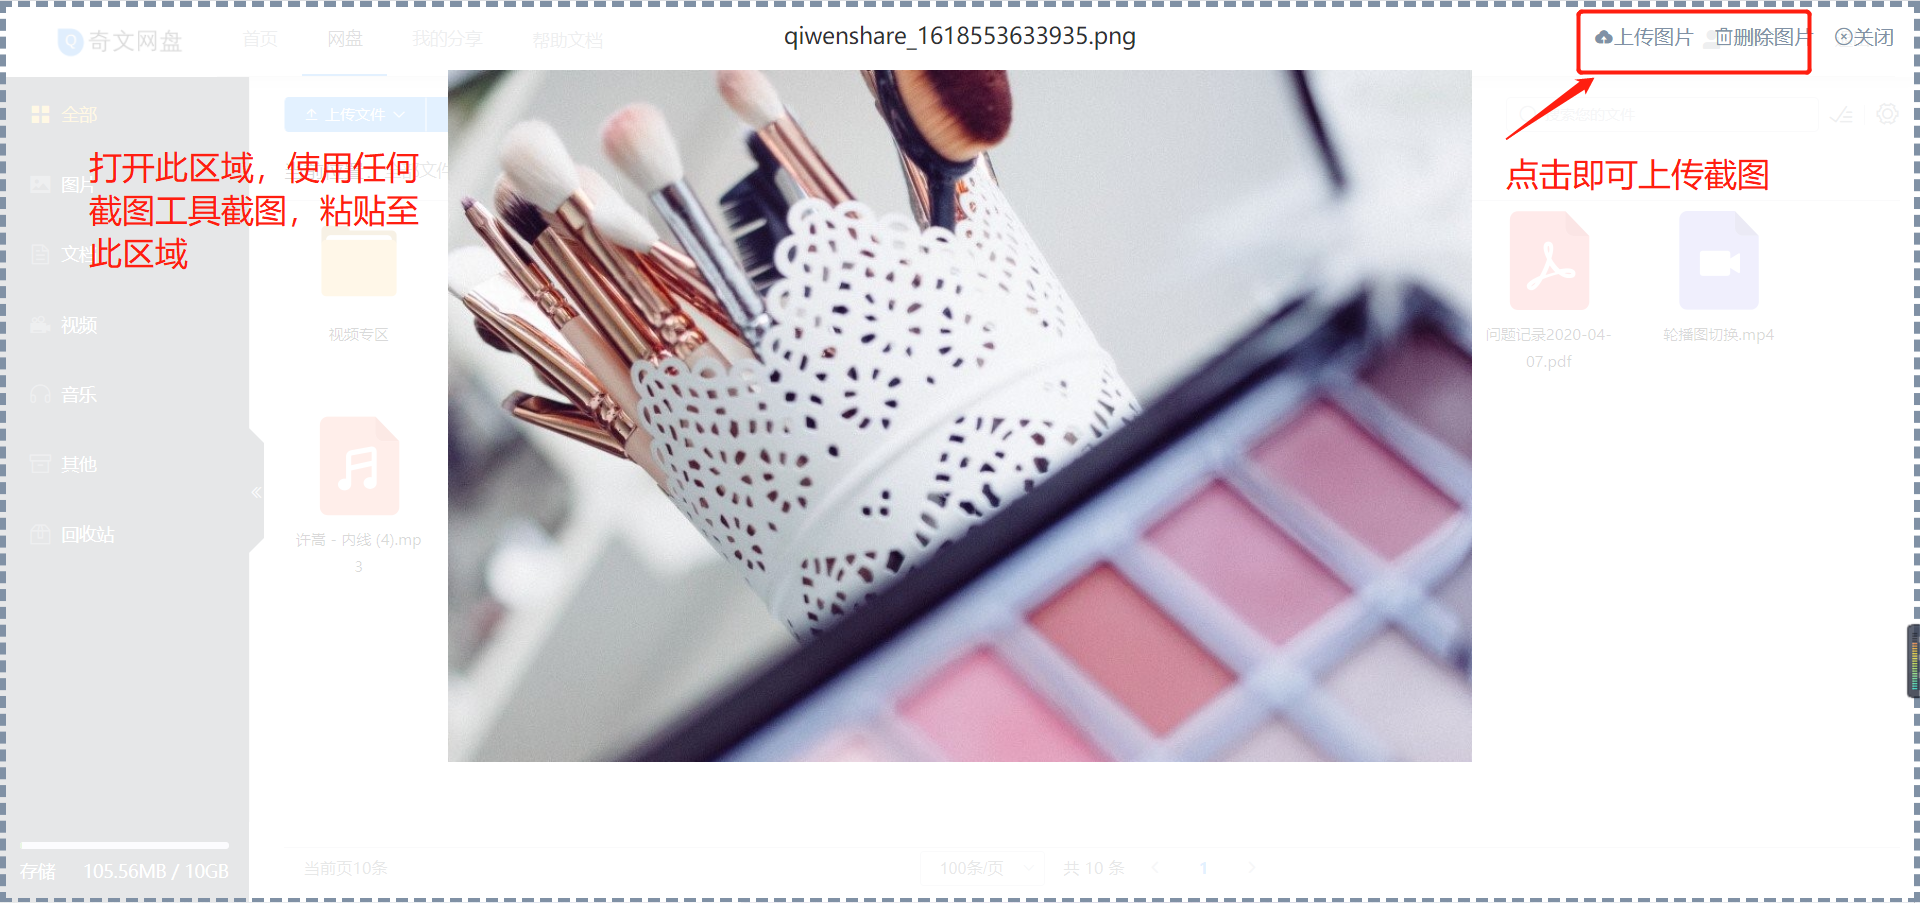 奇文网盘
首页
网盘
我的分享
帮助文档
qiwenshare_1618553633935.png
上传图片
删除图片
关闭
全部
上传文件
打开此区域，使用任何
截图工具截图，粘贴至
此区域
点击即可上传截图
图片
文档
视频
音乐
其他
回收站
视频专区
问题记录2020-04-
07.pdf
轮播图切换.mp4
许嵩 - 内线 (4).mp
3
存储 105.56MB / 10GB
当前页10条
100条/页
共 10 条
1